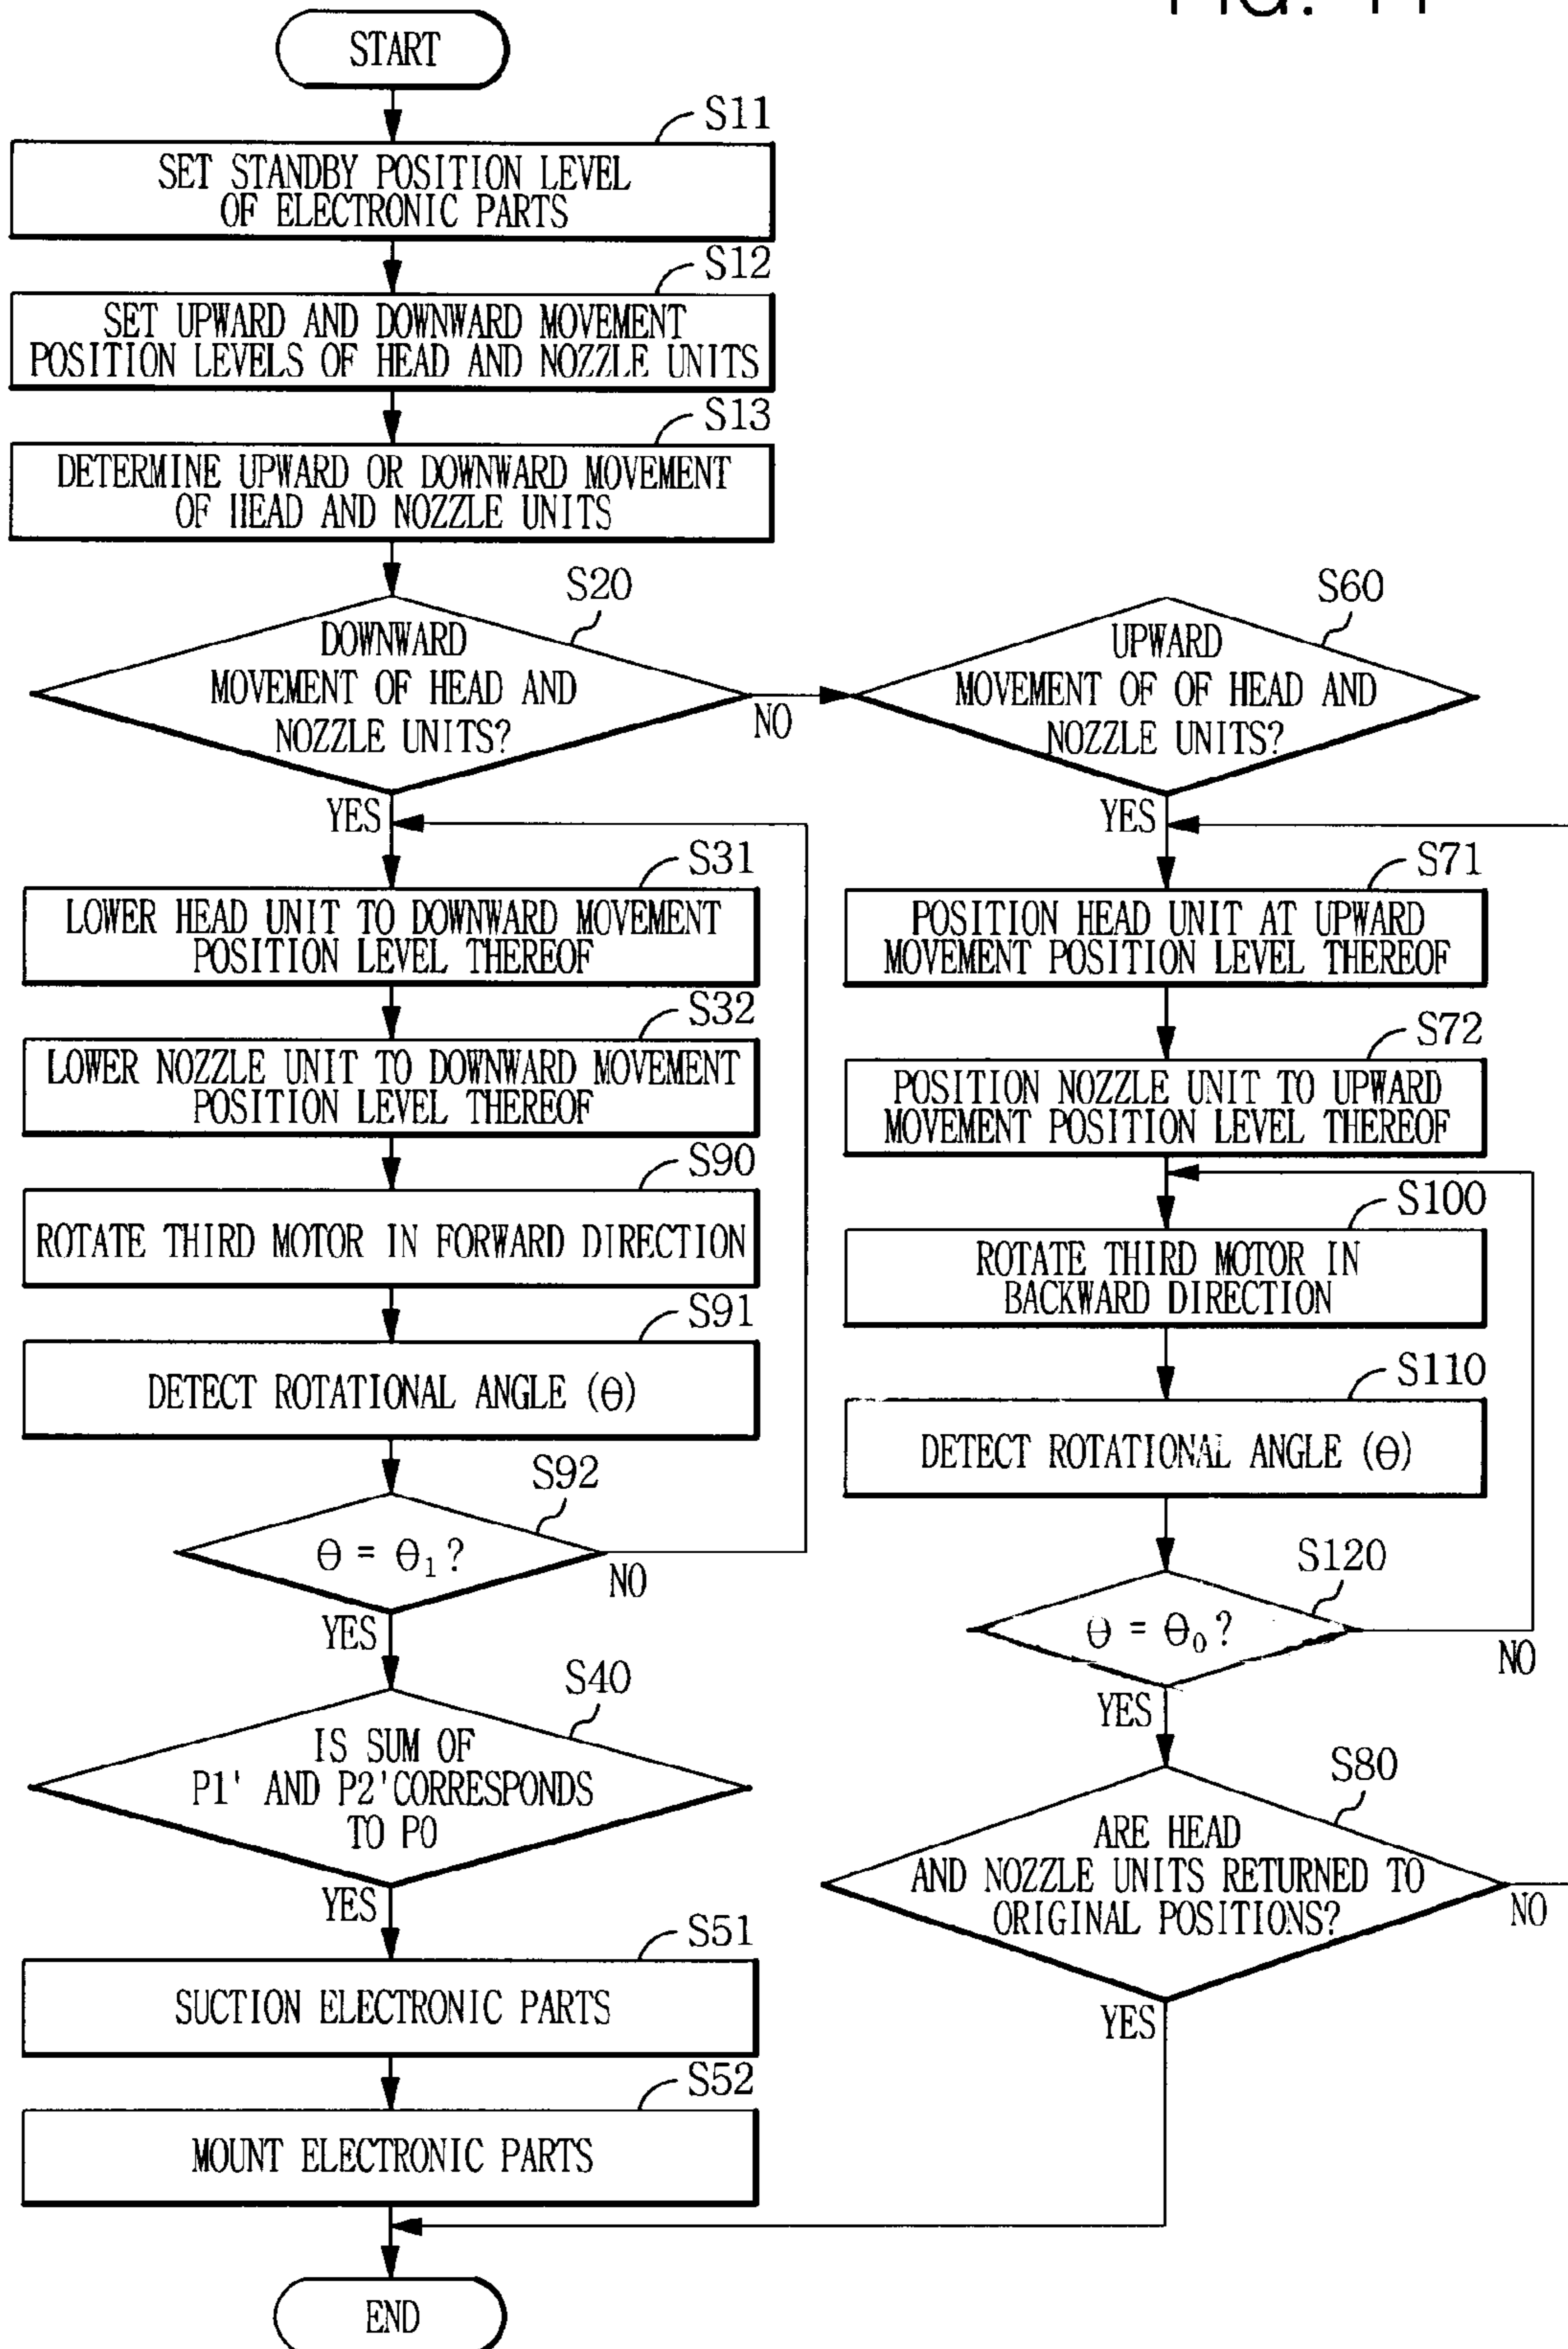 START
S11
SET STANDBY POSITION LEVEL
OF ELECTRONIC PARTS
S12
SET UPWARD AND DOWNWARD MOVEMENT
POSITION LEVELS OF HEAD AND NOZZLE UNITS
S13
DETERMINE UPWARD OR DOWNWARD MOVEMENT
OF HEAD AND NOZZLE UNITS
S20
DOWNWARD
MOVEMENT OF HEAD AND
NOZZLE UNITS?
NO
YES
S31
LOWER HEAD UNIT TO DOWNWARD MOVEMENT
POSITION LEVEL THEREOF
S32
LOWER NOZZLE UNIT TO DOWNWARD MOVEMENT
POSITION LEVEL THEREOF
S90
ROTATE THIRD MOTOR IN FORWARD DIRECTION
S91
DETECT ROTATIONAL ANGLE (θ)
S92
θ = θ₁?
NO
YES
S40
IS SUM OF
P1' AND P2'CORRESPONDS
TO P0
YES
S51
SUCTION ELECTRONIC PARTS
S52
MOUNT ELECTRONIC PARTS
END
S60
UPWARD
MOVEMENT OF OF HEAD AND
NOZZLE UNITS?
YES
S71
POSITION HEAD UNIT AT UPWARD
MOVEMENT POSITION LEVEL THEREOF
S72
POSITION NOZZLE UNIT TO UPWARD
MOVEMENT POSITION LEVEL THEREOF
S100
ROTATE THIRD MOTOR IN
BACKWARD DIRECTION
S110
DETECT ROTATIONAL ANGLE (θ)
S120
θ = θ₀?
NO
YES
S80
ARE HEAD
AND NOZZLE UNITS RETURNED TO
ORIGINAL POSITIONS?
NO
YES